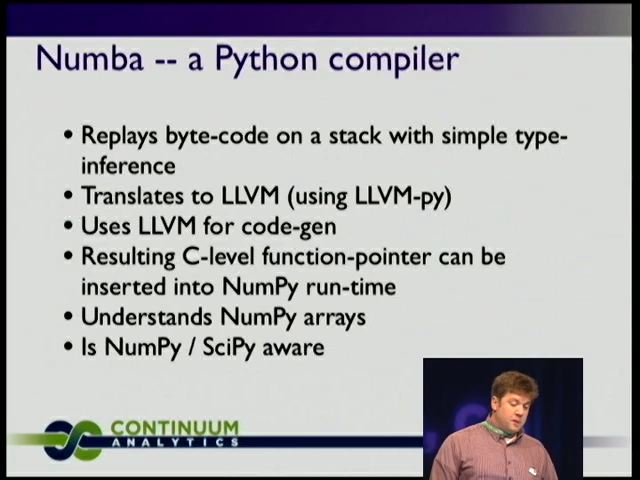 Numba -- a Python compiler
• Replays byte-code on a stack with simple type-
inference
• Translates to LLVM (using LLVM-py)
• Uses LLVM for code-gen
• Resulting C-level function-pointer can be
inserted into NumPy run-time
• Understands NumPy arrays
• Is NumPy / SciPy aware
CONTINUUM
ANALYTICS